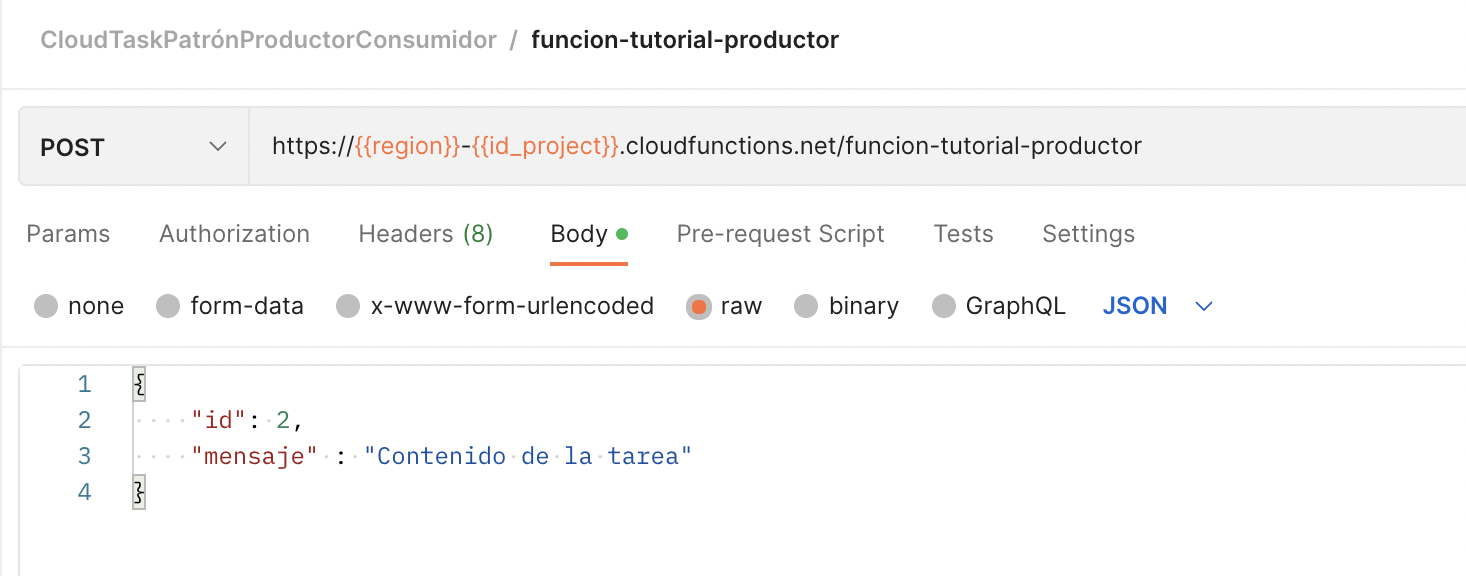 CloudTaskPatrónProductorConsumidor / funcion-tutorial-productor
POST https://{{region}}-{{id_project}}.cloudfunctions.net/funcion-tutorial-productor
Params Authorization Headers (8) Body Pre-request Script Tests Settings
none form-data x-www-form-urlencoded raw binary GraphQL JSON
1 {
2 "id": 2,
3 "mensaje" : "Contenido de la tarea"
4 }